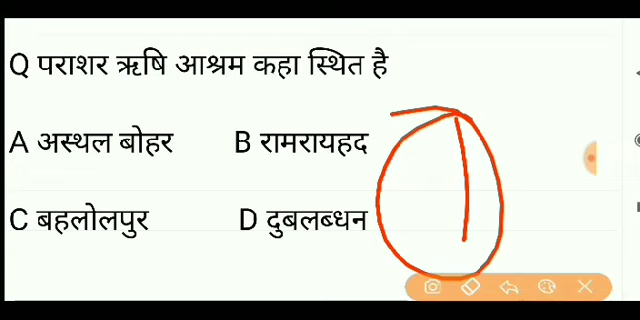 Q पराशर ऋषि आश्रम कहा स्थित है
A अस्थल बोहर B रामरायहद
C बहलोलपुर D दुबलब्धन